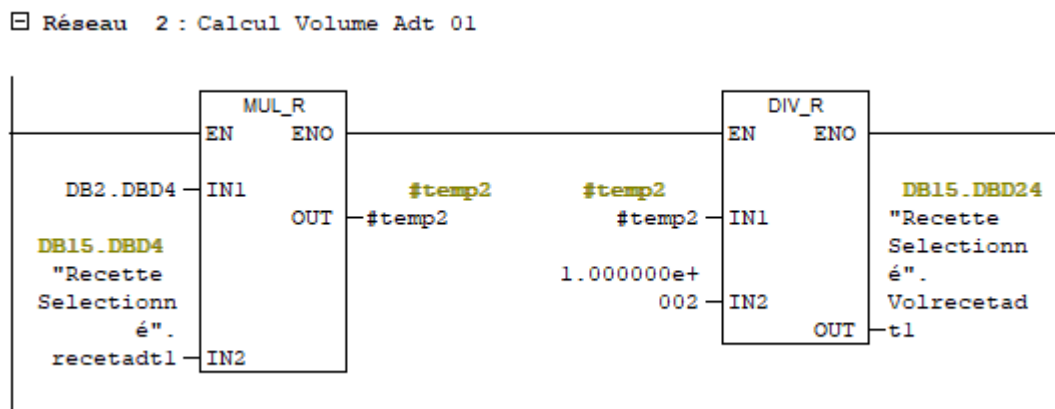 Réseau 2 : Calcul Volume Adt 01
MUL_R
EN ENO
DB2.DBD4 IN1
#temp2
OUT #temp2
DB15.DBD4
"Recette
Selectionn
é".
recetadt1 IN2
DIV_R
EN ENO
#temp2
#temp2 IN1
1.000000e+
002 IN2
DB15.DBD24
"Recette
Selectionn
é".
Volrecetad
OUT t1